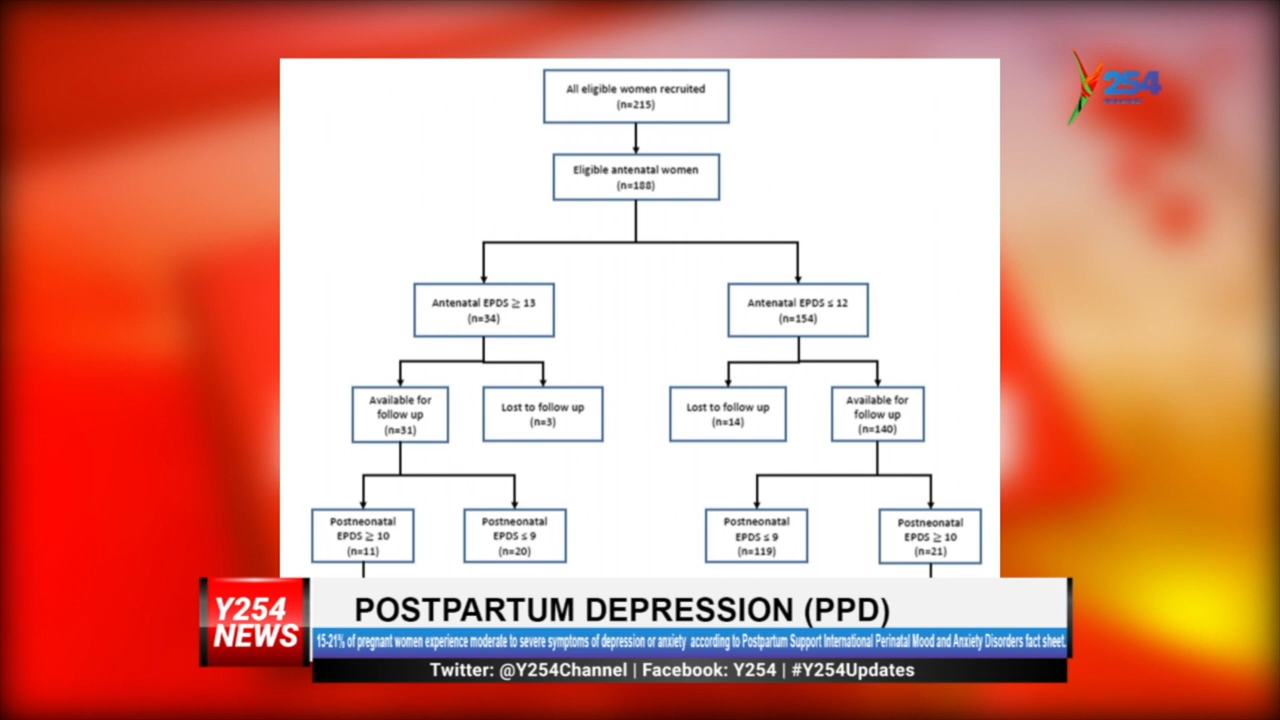 254
All eligible women recruited
(n=215)
Eligible antenatal women
(n=188)
Antenatal EPDS ≥ 13
(n=34)
Antenatal EPDS ≤ 12
(n=154)
Available for
follow up
(n=31)
Lost to follow up
(n=3)
Lost to follow up
(n=14)
Available for
follow up
(n=140)
Postneonatal
EPDS ≥ 10
(n=11)
Postneonatal
EPDS ≤ 9
(n=20)
Postneonatal
EPDS ≤ 9
(n=119)
Postneonatal
EPDS ≥ 10
(n=21)
Y254
NEWS
POSTPARTUM DEPRESSION (PPD)
15-21% of pregnant women experience moderate to severe symptoms of depression or anxiety according to Postpartum Support International Perinatal Mood and Anxiety Disorders fact sheet.
Twitter: @Y254Channel | Facebook: Y254 | #Y254Updates